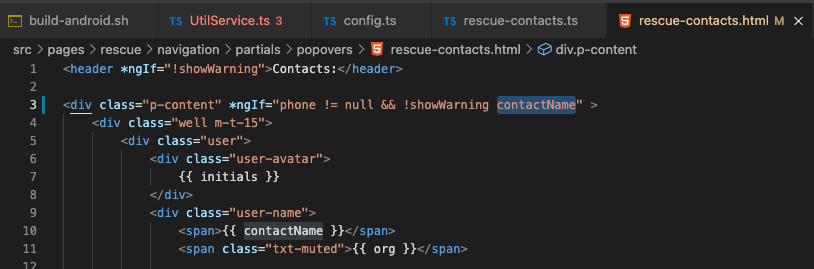 build-android.sh TS UtilService.ts 3 TS config.ts TS rescue-contacts.ts rescue-contacts.html M ×
src > pages > rescue > navigation > partials > popovers > rescue-contacts.html > div.p-content
1 <header *ngIf="!showWarning">Contacts:</header>
2
3 <div class="p-content" *ngIf="phone != null && !showWarning contactName" >
4 <div class="well m-t-15">
5 <div class="user">
6 <div class="user-avatar">
7 {{ initials }}
8 </div>
9 <div class="user-name">
10 <span>{{ contactName }}</span>
11 <span class="txt-muted">{{ org }}</span>
12